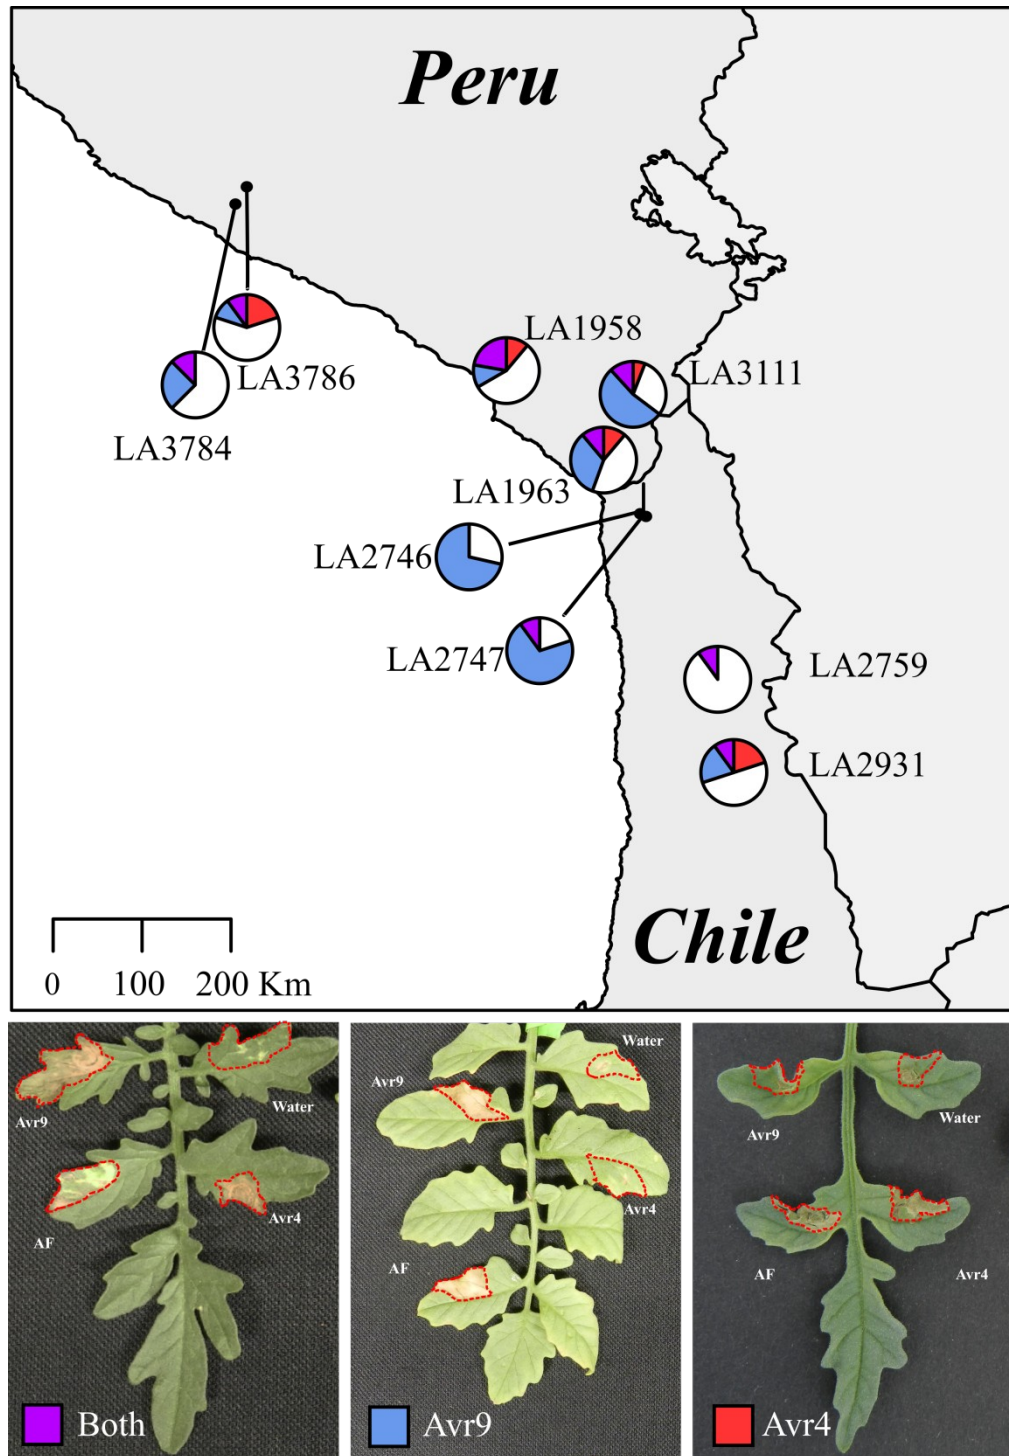 Peru
LA1958
LA3786
LA3111
LA3784
LA1963
LA2746
LA2747
LA2759
LA2931
Chile
0 100 200 Km
Avr9
Water
AF
Avr4
Both
Water
Avr9
Avr4
AF
Avr9
Avr9
Water
AF
Avr4
Avr4